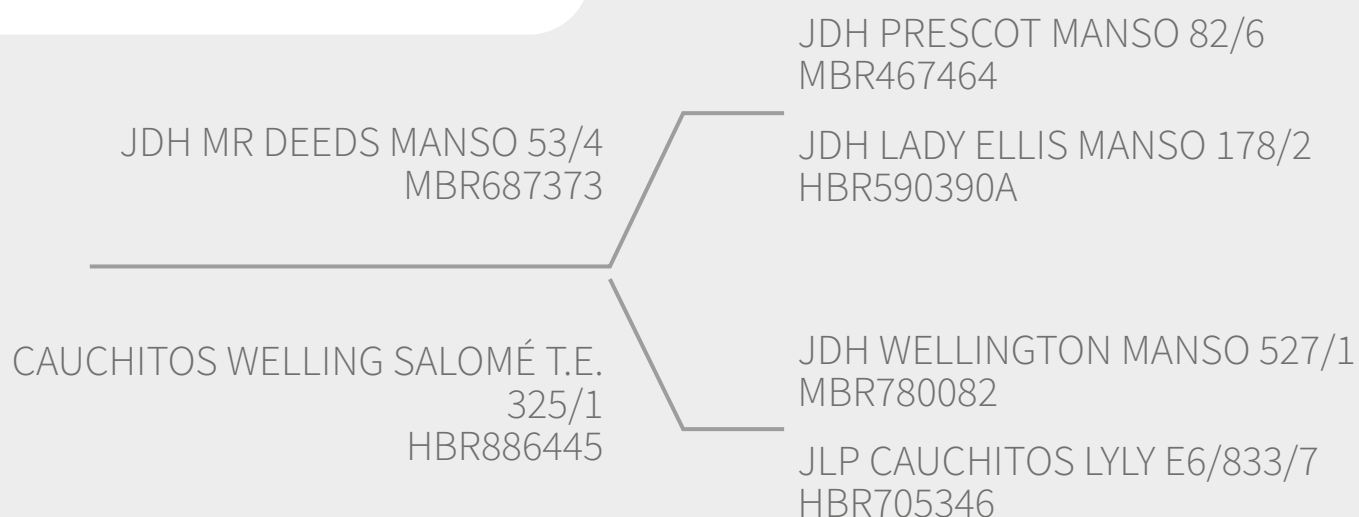 JDH PRESCOT MANSO 82/6
MBR467464
JDH MR DEEDS MANSO 53/4
MBR687373
JDH LADY ELLIS MANSO 178/2
HBR590390A
CAUCHITOS WELLING SALOMÉ T.E.
325/1
HBR886445
JDH WELLINGTON MANSO 527/1
MBR780082
JLP CAUCHITOS LYLY E6/833/7
HBR705346